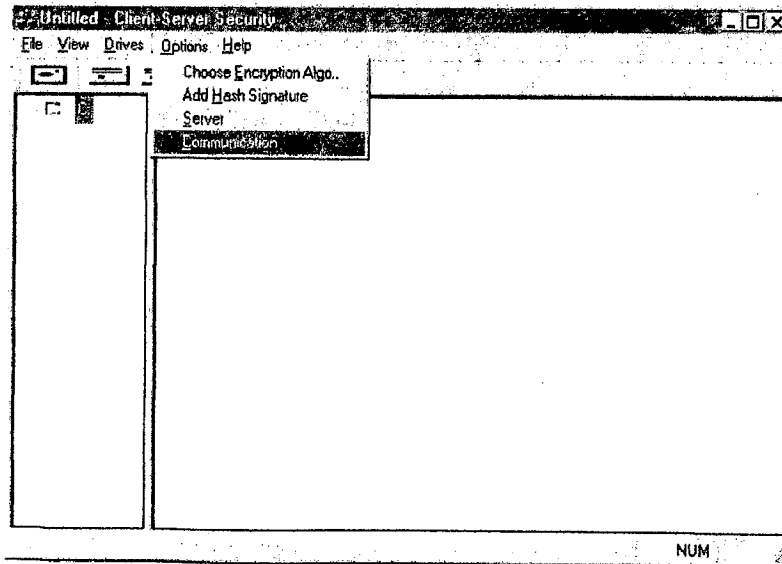 Untitled - Client-Server Security
File View Drives Options Help
Choose Encryption Algo..
Add Hash Signature
Server
Communication
NUM